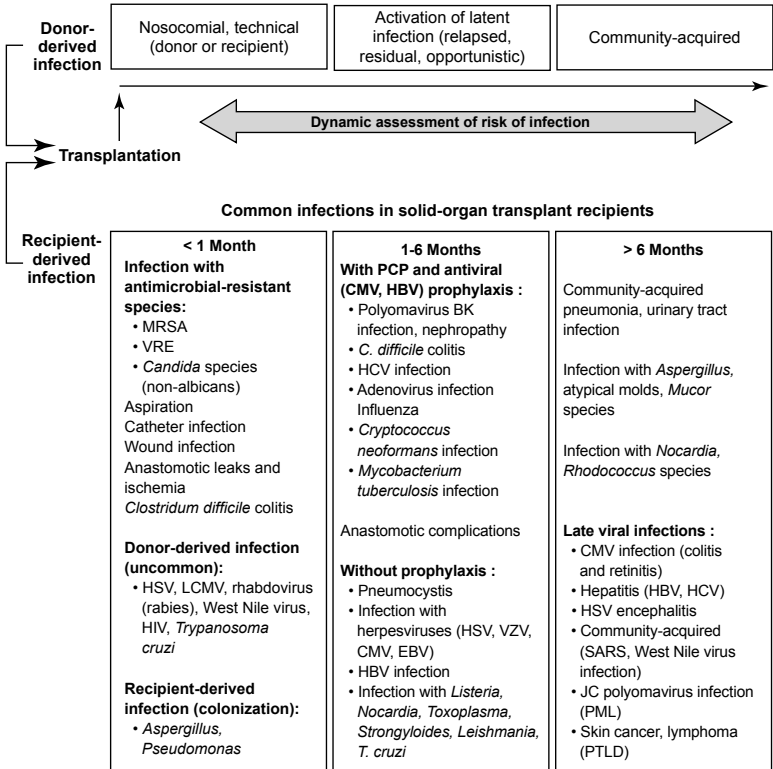 Donor-
derived
infection
Nosocomial, technical
(donor or recipient)
Activation of latent
infection (relapsed,
residual, opportunistic)
Community-acquired
Dynamic assessment of risk of infection
Transplantation
Recipient-
derived
infection
Common infections in solid-organ transplant recipients
< 1 Month
Infection with
antimicrobial-resistant
species:
• MRSA
• VRE
• Candida species
(non-albicans)
Aspiration
Catheter infection
Wound infection
Anastomotic leaks and
ischemia
Clostridum difficile colitis
Donor-derived infection
(uncommon):
• HSV, LCMV, rhabdovirus
(rabies), West Nile virus,
HIV, Trypanosoma
cruzi
Recipient-derived
infection (colonization):
• Aspergillus,
Pseudomonas
1-6 Months
With PCP and antiviral
(CMV, HBV) prophylaxis :
• Polyomavirus BK
infection, nephropathy
• C. difficile colitis
• HCV infection
• Adenovirus infection
Influenza
• Cryptococcus
neoformans infection
• Mycobacterium
tuberculosis infection
Anastomotic complications
Without prophylaxis :
• Pneumocystis
• Infection with
herpesviruses (HSV, VZV,
CMV, EBV)
• HBV infection
• Infection with Listeria,
Nocardia, Toxoplasma,
Strongyloides, Leishmania,
T. cruzi
> 6 Months
Community-acquired
pneumonia, urinary tract
infection
Infection with Aspergillus,
atypical molds, Mucor
species
Infection with Nocardia,
Rhodococcus species
Late viral infections :
• CMV infection (colitis
and retinitis)
• Hepatitis (HBV, HCV)
• HSV encephalitis
• Community-acquired
(SARS, West Nile virus
infection)
• JC polyomavirus infection
(PML)
• Skin cancer, lymphoma
(PTLD)